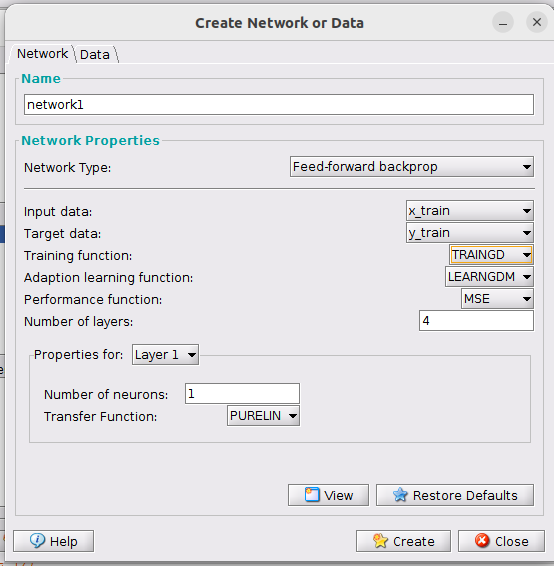 Create Network or Data
Network Data
Name
network1
Network Properties
Network Type: Feed-forward backprop
Input data: x_train
Target data: y_train
Training function: TRAINGD
Adaption learning function: LEARNGDM
Performance function: MSE
Number of layers: 4
Properties for: Layer 1
Number of neurons: 1
Transfer Function: PURELIN
View Restore Defaults
Help Create Close